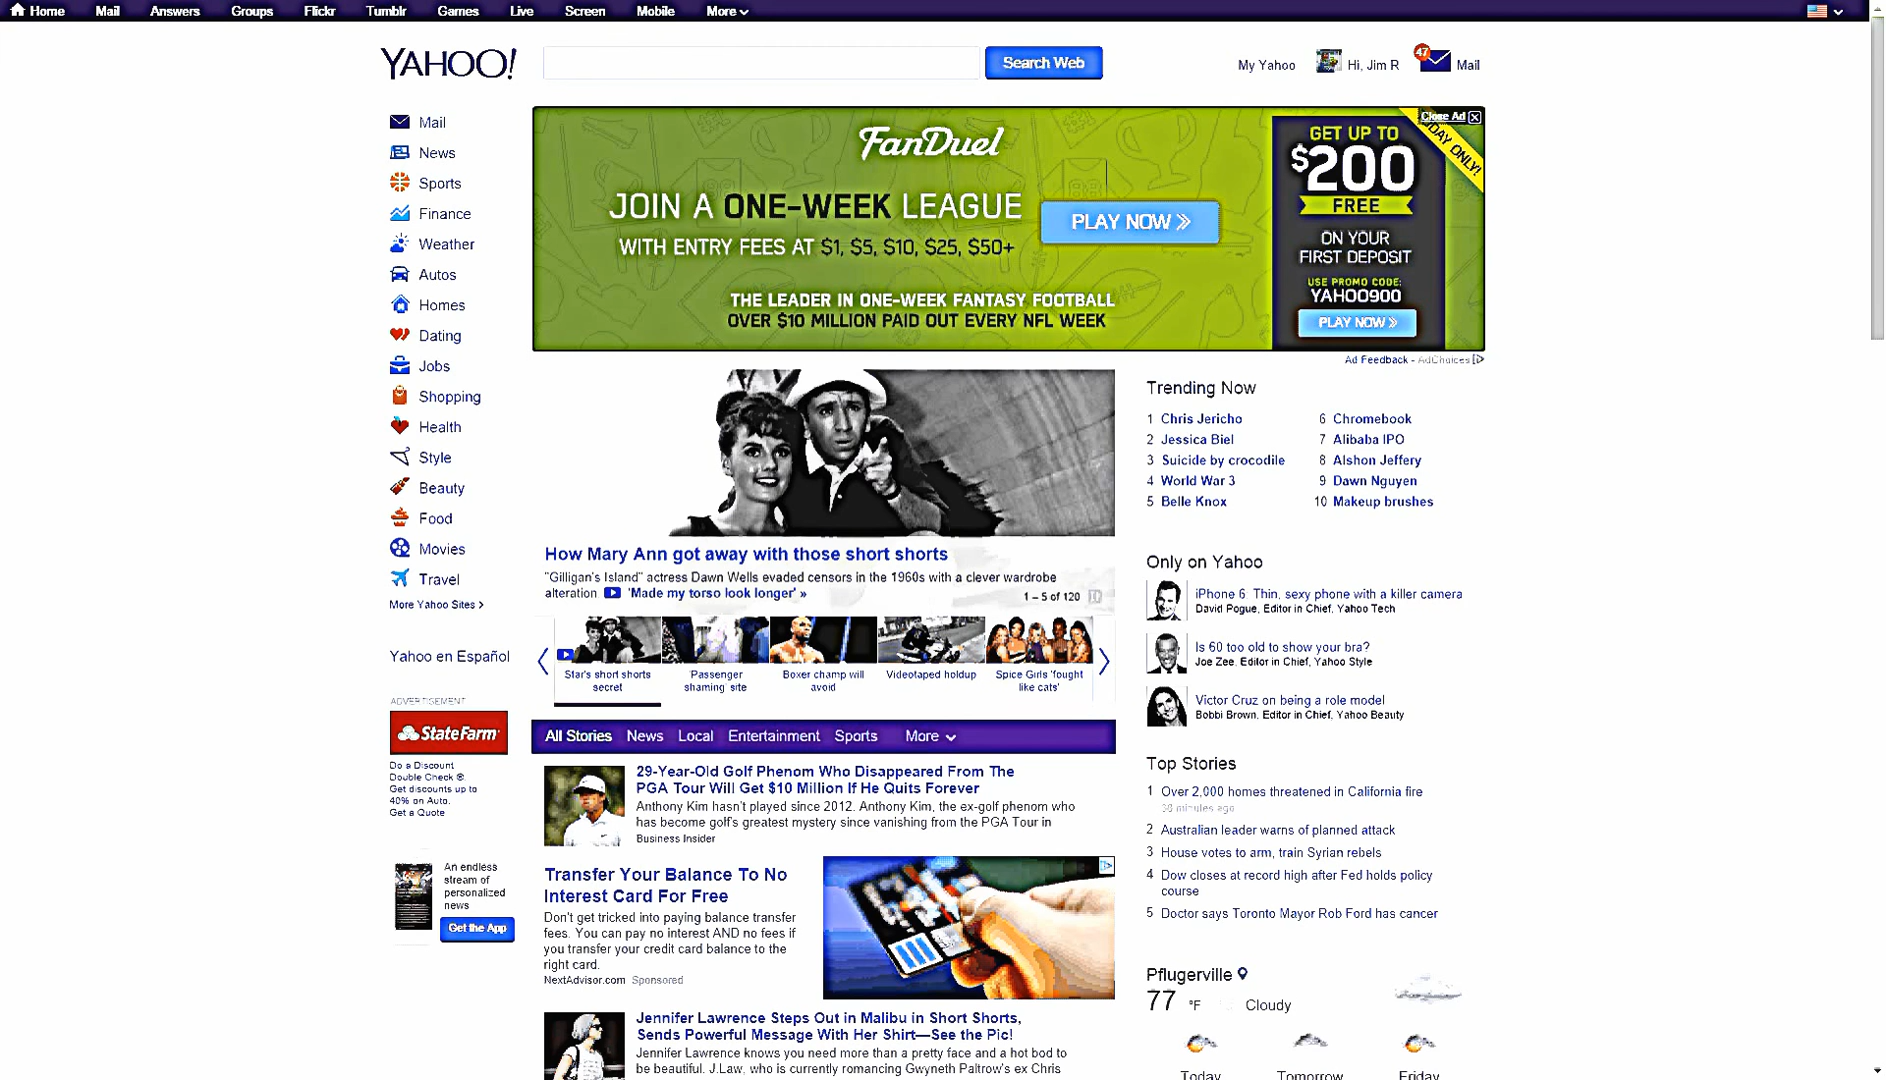 Home Mail Answers Groups Flickr Tumblr Games Live Screen Mobile More
YAHOO!
Search Web
My Yahoo
Hi, Jim R
47
Mail
Mail
News
Sports
Finance
Weather
Autos
Homes
Dating
Jobs
Shopping
Health
Style
Beauty
Food
Movies
Travel
More Yahoo Sites >
Yahoo en Español
ADVERTISEMENT
StateFarm
Do a Discount
Double Check ®.
Get discounts up to
40% on Auto.
Get a Quote
An endless
stream of
personalized
news
Get the App
FanDuel
JOIN A ONE-WEEK LEAGUE
WITH ENTRY FEES AT $1, $5, $10, $25, $50+
PLAY NOW »
THE LEADER IN ONE-WEEK FANTASY FOOTBALL
OVER $10 MILLION PAID OUT EVERY NFL WEEK
Close Ad X
DAY ONLY!
GET UP TO
$200
FREE
ON YOUR
FIRST DEPOSIT
USE PROMO CODE:
YAHOO900
PLAY NOW »
Ad Feedback - AdChoices
How Mary Ann got away with those short shorts
"Gilligan's Island" actress Dawn Wells evaded censors in the 1960s with a clever wardrobe
alteration 'Made my torso look longer' »
1 – 5 of 120
Star's short shorts
secret
'Passenger
shaming' site
Boxer champ will
avoid
Videotaped holdup
Spice Girls 'fought
like cats'
All Stories News Local Entertainment Sports More
29-Year-Old Golf Phenom Who Disappeared From The
PGA Tour Will Get $10 Million If He Quits Forever
Anthony Kim hasn't played since 2012. Anthony Kim, the ex-golf phenom who
has become golf's greatest mystery since vanishing from the PGA Tour in
Business Insider
Transfer Your Balance To No
Interest Card For Free
Don't get tricked into paying balance transfer
fees. You can pay no interest AND no fees if
you transfer your credit card balance to the
right card.
NextAdvisor.com Sponsored
Jennifer Lawrence Steps Out in Malibu in Short Shorts,
Sends Powerful Message With Her Shirt—See the Pic!
Jennifer Lawrence knows you need more than a pretty face and a hot bod to
be beautiful. J.Law, who is currently romancing Gwyneth Paltrow's ex Chris
Trending Now
1 Chris Jericho
2 Jessica Biel
3 Suicide by crocodile
4 World War 3
5 Belle Knox
6 Chromebook
7 Alibaba IPO
8 Alshon Jeffery
9 Dawn Nguyen
10 Makeup brushes
Only on Yahoo
iPhone 6: Thin, sexy phone with a killer camera
David Pogue, Editor in Chief, Yahoo Tech
Is 60 too old to show your bra?
Joe Zee, Editor in Chief, Yahoo Style
Victor Cruz on being a role model
Bobbi Brown, Editor in Chief, Yahoo Beauty
Top Stories
1 Over 2,000 homes threatened in California fire
38 minutes ago
2 Australian leader warns of planned attack
3 House votes to arm, train Syrian rebels
4 Dow closes at record high after Fed holds policy
course
5 Doctor says Toronto Mayor Rob Ford has cancer
Pflugerville
77 °F Cloudy
Today Tomorrow Friday